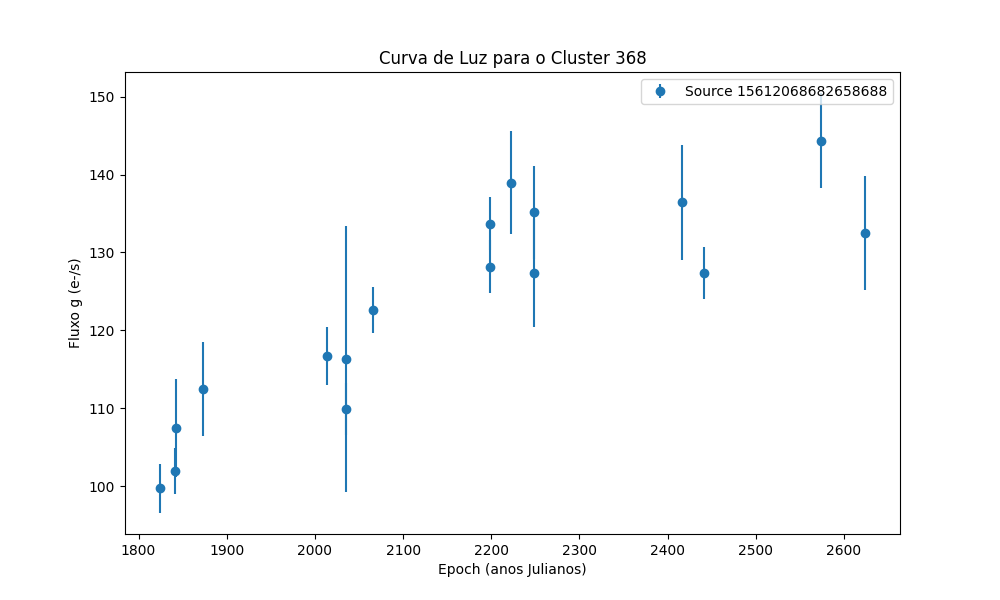 Curva de Luz para o Cluster 368
Source 15612068682658688
Fluxo g (e-/s)
150
140
130
120
110
100
1800 1900 2000 2100 2200 2300 2400 2500 2600
Epoch (anos Julianos)